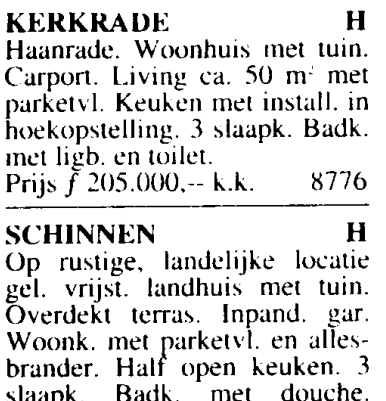 KERKRADE H
Haanrade. Woonhuis met tuin.
Carport. Living ca. 50 m² met
parketvl. Keuken met install. in
hoekopstelling. 3 slaapk. Badk.
met ligb. en toilet.
Prijs ƒ 205.000,-- k.k. 8776
SCHINNEN H
Op rustige, landelijke locatie
gel. vrijst. landhuis met tuin.
Overdekt terras. Inpand. gar.
Woonk. met parketvl. en alles-
brander. Half open keuken. 3
slaapk. Badk. met douche,